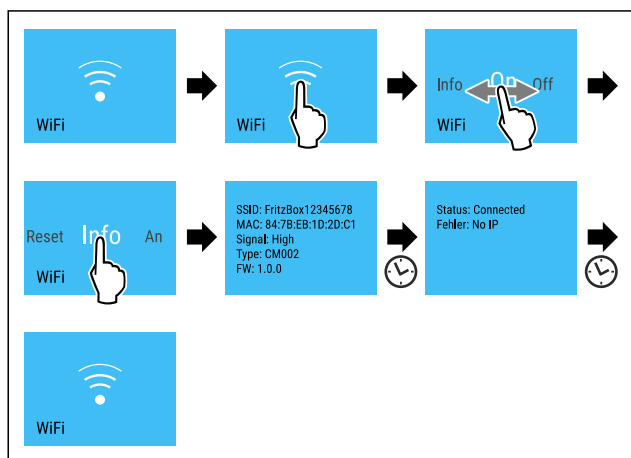 WiFi
WiFi
Info On Off
WiFi
Reset Info An
WiFi
SSID: FritzBox12345678
MAC: 84:7B:EB:1D:2D:C1
Signal: High
Type: CM002
FW: 1.0.0
Status: Connected
Fehler: No IP
WiFi